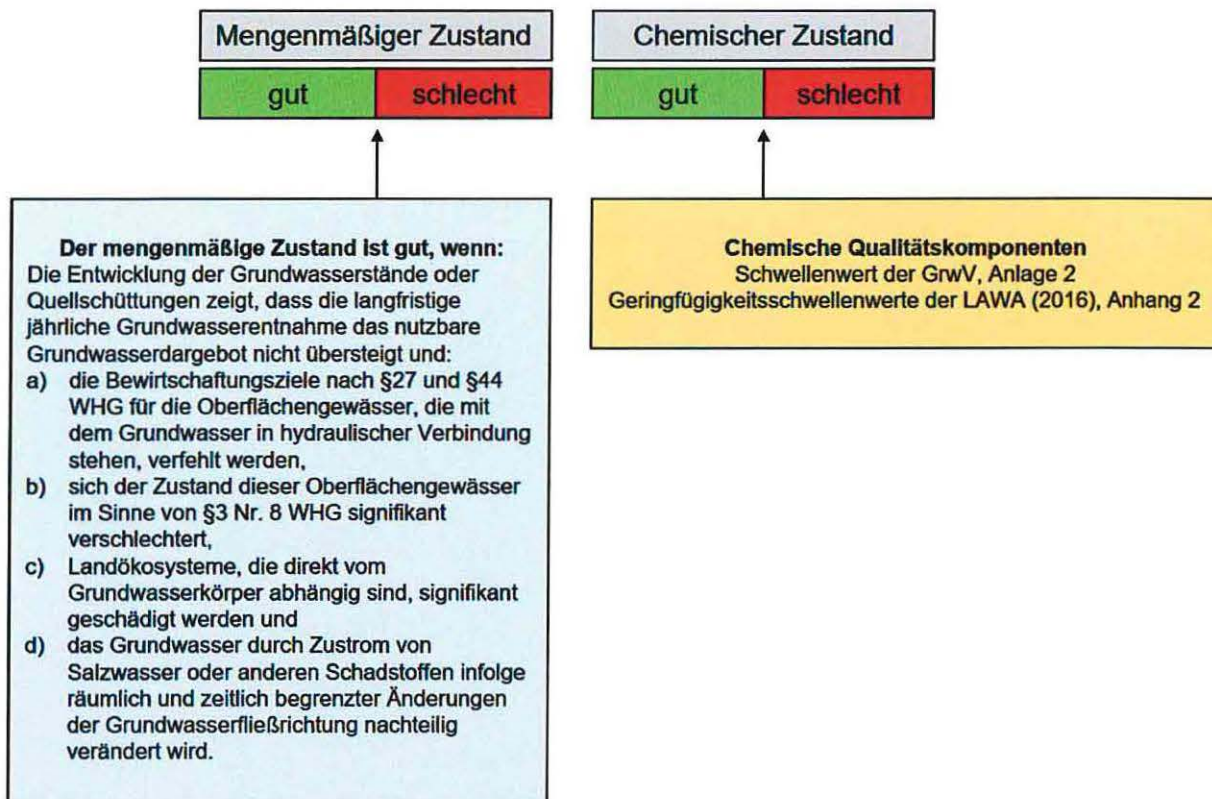 Mengenmäßiger Zustand
gut
schlecht
Chemischer Zustand
gut
schlecht
Der mengenmäßige Zustand ist gut, wenn:
Die Entwicklung der Grundwasserstände oder
Quellschüttungen zeigt, dass die langfristige
jährliche Grundwasserentnahme das nutzbare
Grundwasserdargebot nicht übersteigt und:
a) die Bewirtschaftungsziele nach §27 und §44
WHG für die Oberflächengewässer, die mit
dem Grundwasser in hydraulischer Verbindung
stehen, verfehlt werden,
b) sich der Zustand dieser Oberflächengewässer
im Sinne von §3 Nr. 8 WHG signifikant
verschlechtert,
c) Landökosysteme, die direkt vom
Grundwasserkörper abhängig sind, signifikant
geschädigt werden und
d) das Grundwasser durch Zustrom von
Salzwasser oder anderen Schadstoffen infolge
räumlich und zeitlich begrenzter Änderungen
der Grundwasserfließrichtung nachteilig
verändert wird.
Chemische Qualitätskomponenten
Schwellenwert der GrwV, Anlage 2
Geringfügigkeitsschwellenwerte der LAWA (2016), Anhang 2